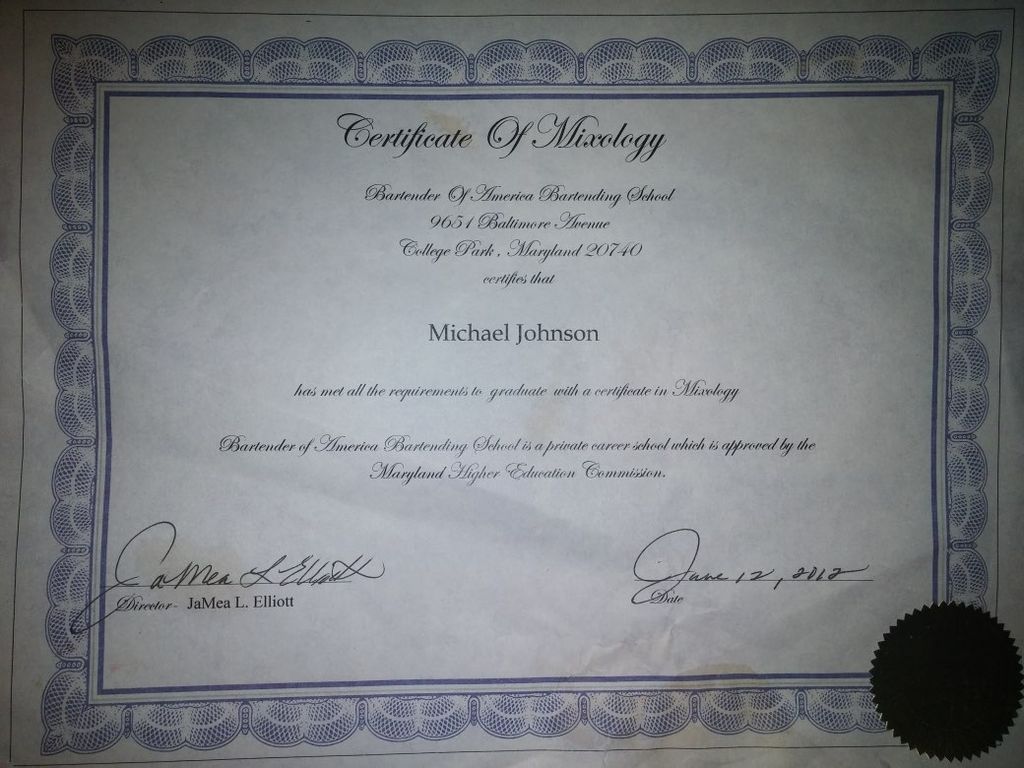 Certificate Of Mixology
Bartender Of America Bartending School
9651 Baltimore Avenue
College Park , Maryland 20740
certifies that
Michael Johnson
has met all the requirements to graduate with a certificate in Mixology
Bartender of America Bartending School is a private career school which is approved by the
Maryland Higher Education Commission.
JaMea L Elliott
Director- JaMea L. Elliott
June 12, 2012
Date